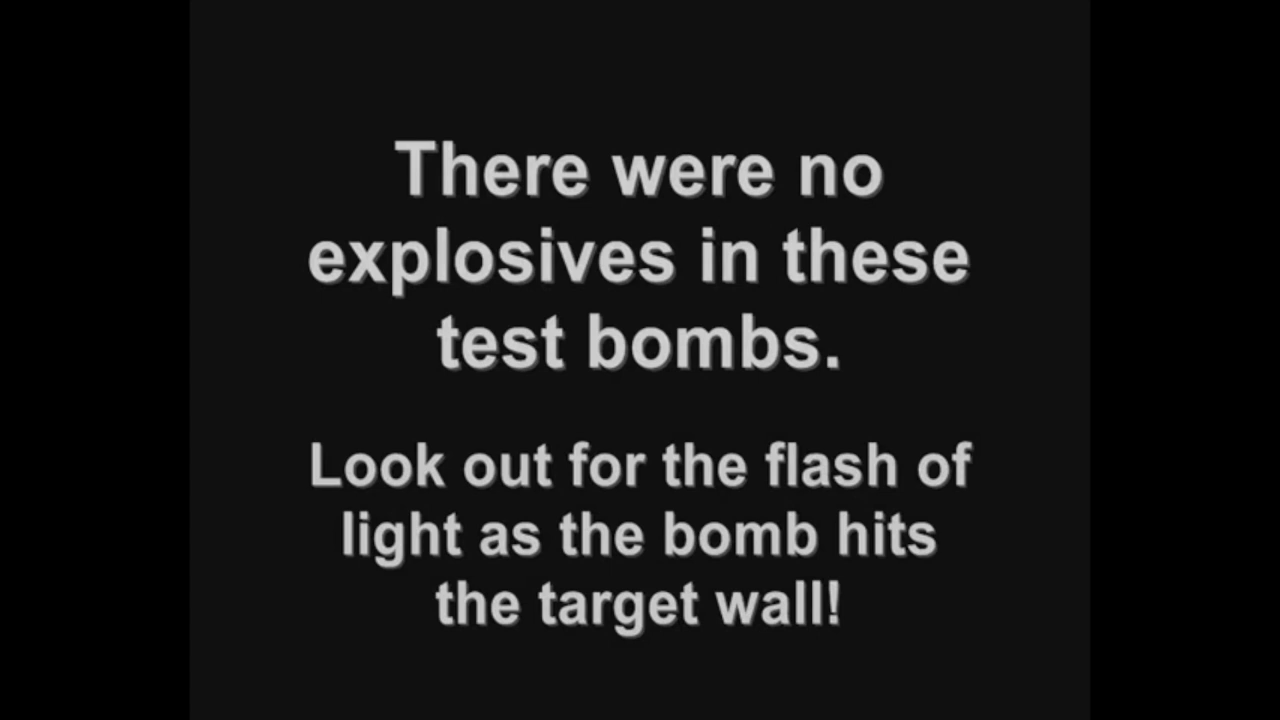 There were no
explosives in these
test bombs.
Look out for the flash of
light as the bomb hits
the target wall!